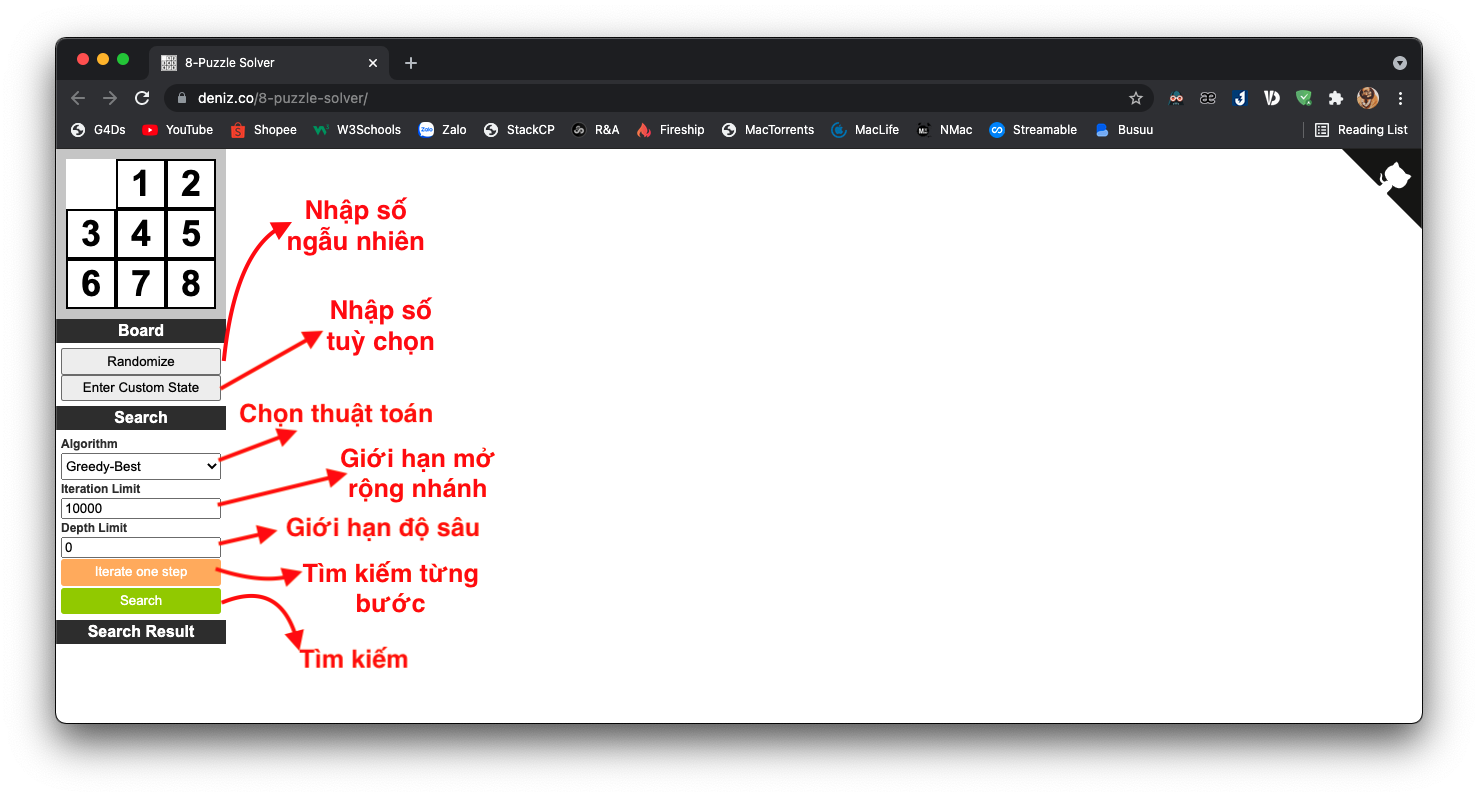 8-Puzzle Solver
deniz.co/8-puzzle-solver/
G4Ds YouTube Shopee W3Schools Zalo StackCP R&A Fireship MacTorrents MacLife NMac Streamable Busuu Reading List
1 2
3 4 5
6 7 8
Board
Randomize
Enter Custom State
Search
Algorithm
Greedy-Best
Iteration Limit
10000
Depth Limit
0
Iterate one step
Search
Search Result
Nhập số
ngẫu nhiên
Nhập số
tuỳ chọn
Chọn thuật toán
Giới hạn mở
rộng nhánh
Giới hạn độ sâu
Tìm kiếm từng
bước
Tìm kiếm